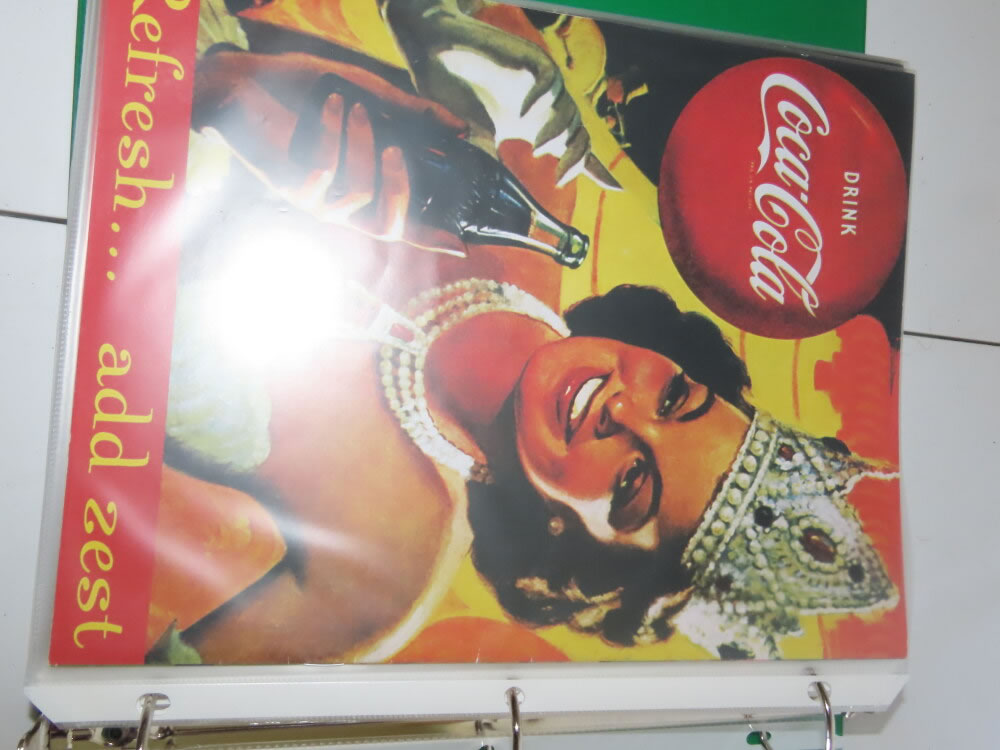 DRINK
Coca-Cola
Refresh... add zest